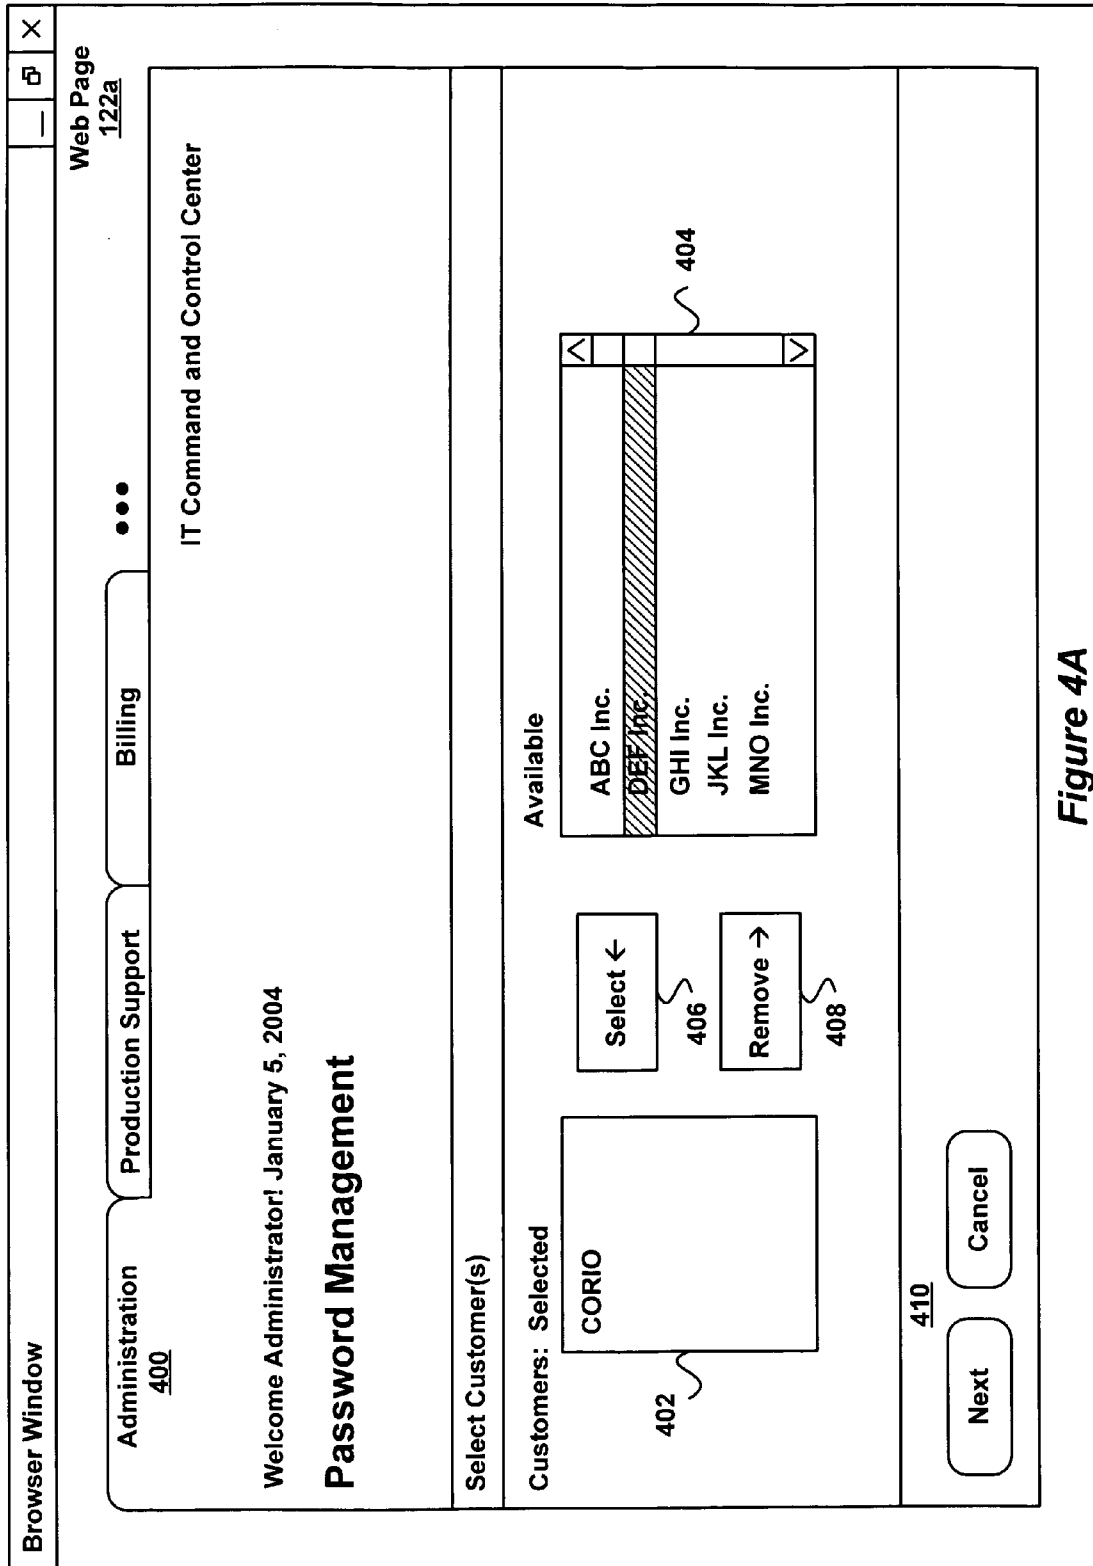 Browser Window
Web Page
122a
Administration
400
Production Support
Billing
•••
IT Command and Control Center
Welcome Administrator! January 5, 2004
Password Management
Select Customer(s)
Customers: Selected
Available
CORIO
402
Select ←
406
Remove →
408
ABC Inc.
DEF Inc.
GHI Inc.
JKL Inc.
MNO Inc.
404
410
Next
Cancel
Figure 4A